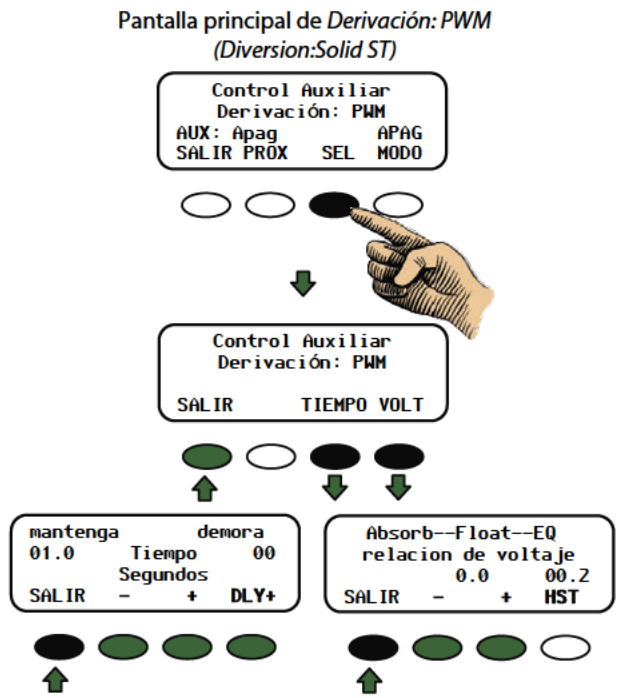 Pantalla principal de Derivación: PWM
(Diversion:Solid ST)
Control Auxiliar
Derivación: PWM
AUX: Apag APAG
SALIR PROX SEL MODO
Control Auxiliar
Derivación: PWM
SALIR TIEMPO VOLT
mantenga demora
01.0 Tiempo 00
Segundos
SALIR - + DLY+
Absorb--Float--EQ
relacion de voltaje
0.0 00.2
SALIR - + HST